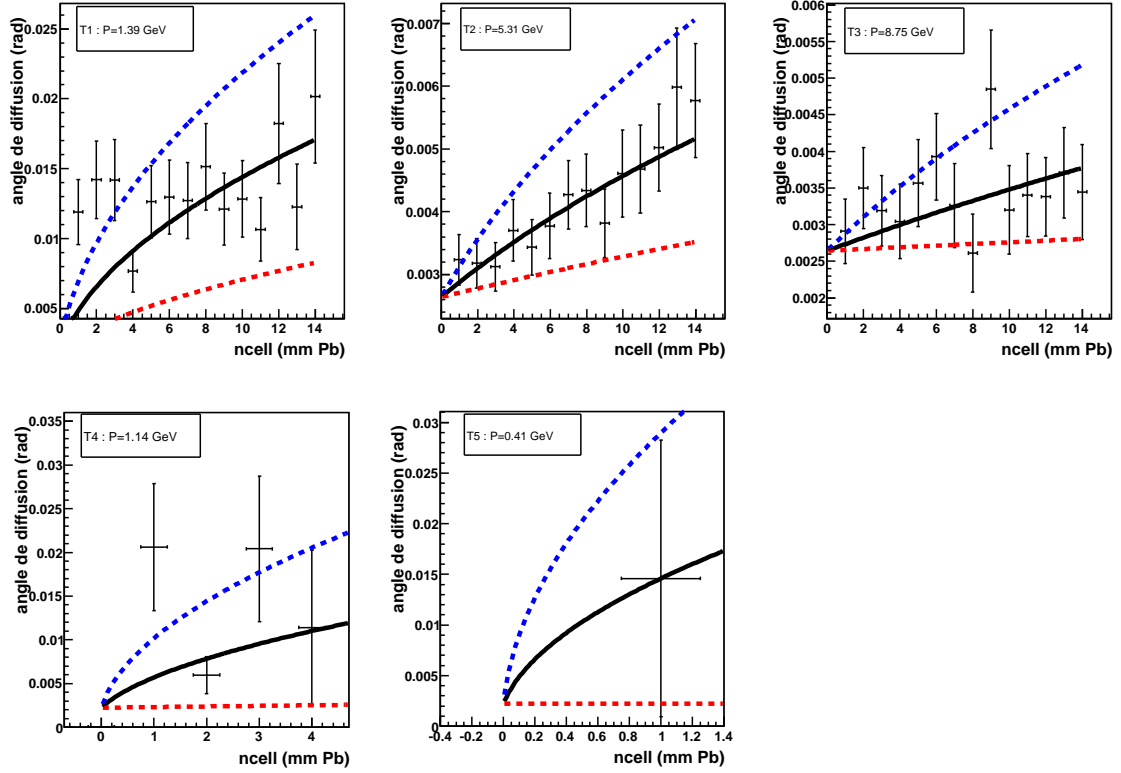 T1 : P=1.39 GeV
angle de diffusion (rad)
0.025
0.02
0.015
0.01
0.005
0 2 4 6 8 10 12 14
ncell (mm Pb)
T2 : P=5.31 GeV
angle de diffusion (rad)
0.007
0.006
0.005
0.004
0.003
0 2 4 6 8 10 12 14
ncell (mm Pb)
T3 : P=8.75 GeV
angle de diffusion (rad)
0.006
0.0055
0.005
0.0045
0.004
0.0035
0.003
0.0025
0.002
0 2 4 6 8 10 12 14
ncell (mm Pb)
T4 : P=1.14 GeV
angle de diffusion (rad)
0.035
0.03
0.025
0.02
0.015
0.01
0.005
0
0 1 2 3 4
ncell (mm Pb)
T5 : P=0.41 GeV
angle de diffusion (rad)
0.03
0.025
0.02
0.015
0.01
0.005
0
-0.4 -0.2 0 0.2 0.4 0.6 0.8 1 1.2 1.4
ncell (mm Pb)